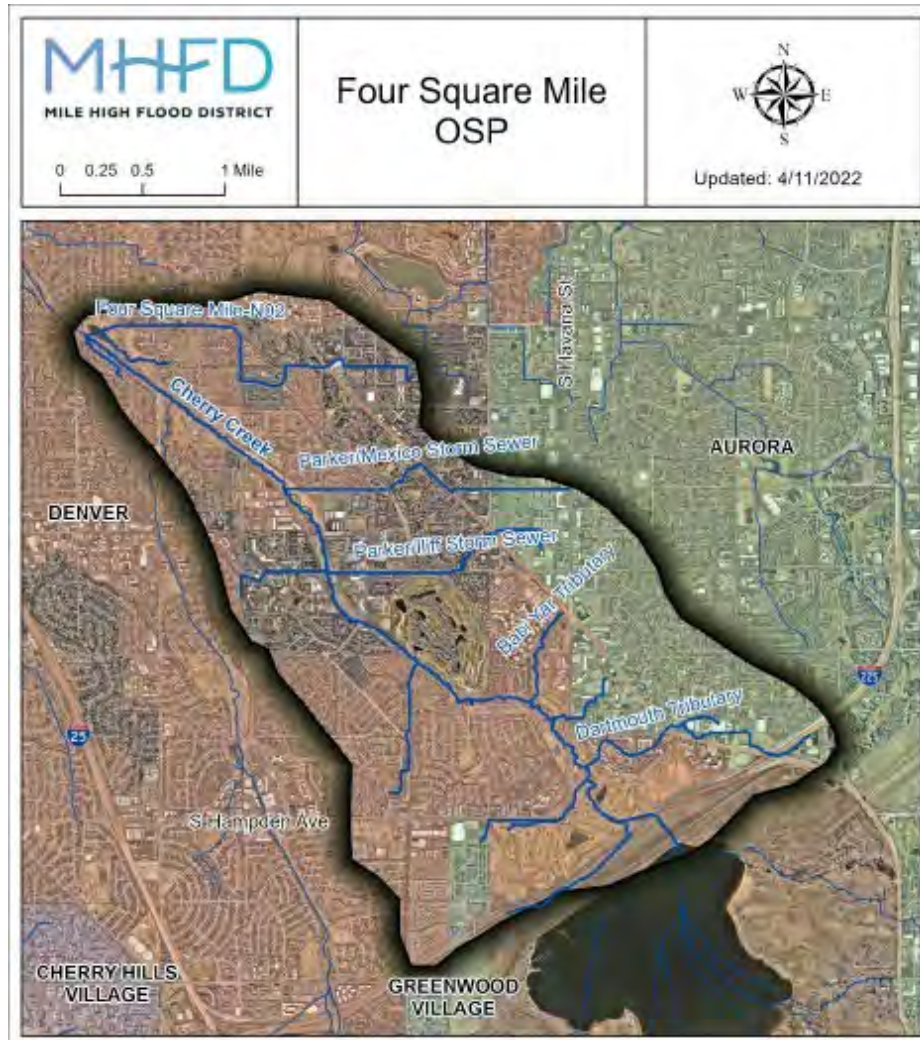 MHFD
MILE HIGH FLOOD DISTRICT
0 0.25 0.5 1 Mile
Four Square Mile
OSP
N
W E
S
Updated: 4/11/2022
Four Square Mile-N02
S Havana St
Cherry Creek
Parker/Mexico Storm Sewer
AURORA
DENVER
Parker/Iliff Storm Sewer
Babi Yar Tributary
225
Dartmouth Tributary
25
S Hampden Ave
CHERRY HILLS
VILLAGE
GREENWOOD
VILLAGE